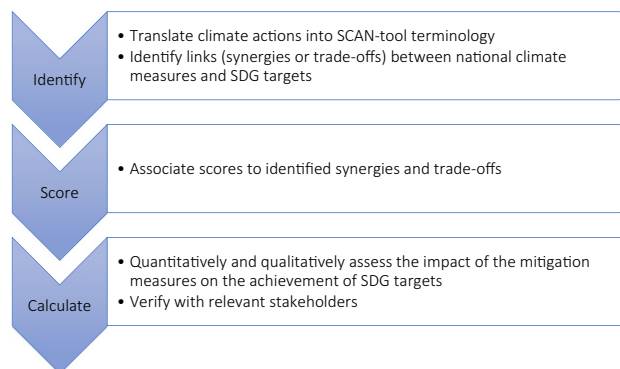 Identify
• Translate climate actions into SCAN-tool terminology
• Identify links (synergies or trade-offs) between national climate
measures and SDG targets
Score
• Associate scores to identified synergies and trade-offs
Calculate
• Quantitatively and qualitatively assess the impact of the mitigation
measures on the achievement of SDG targets
• Verify with relevant stakeholders